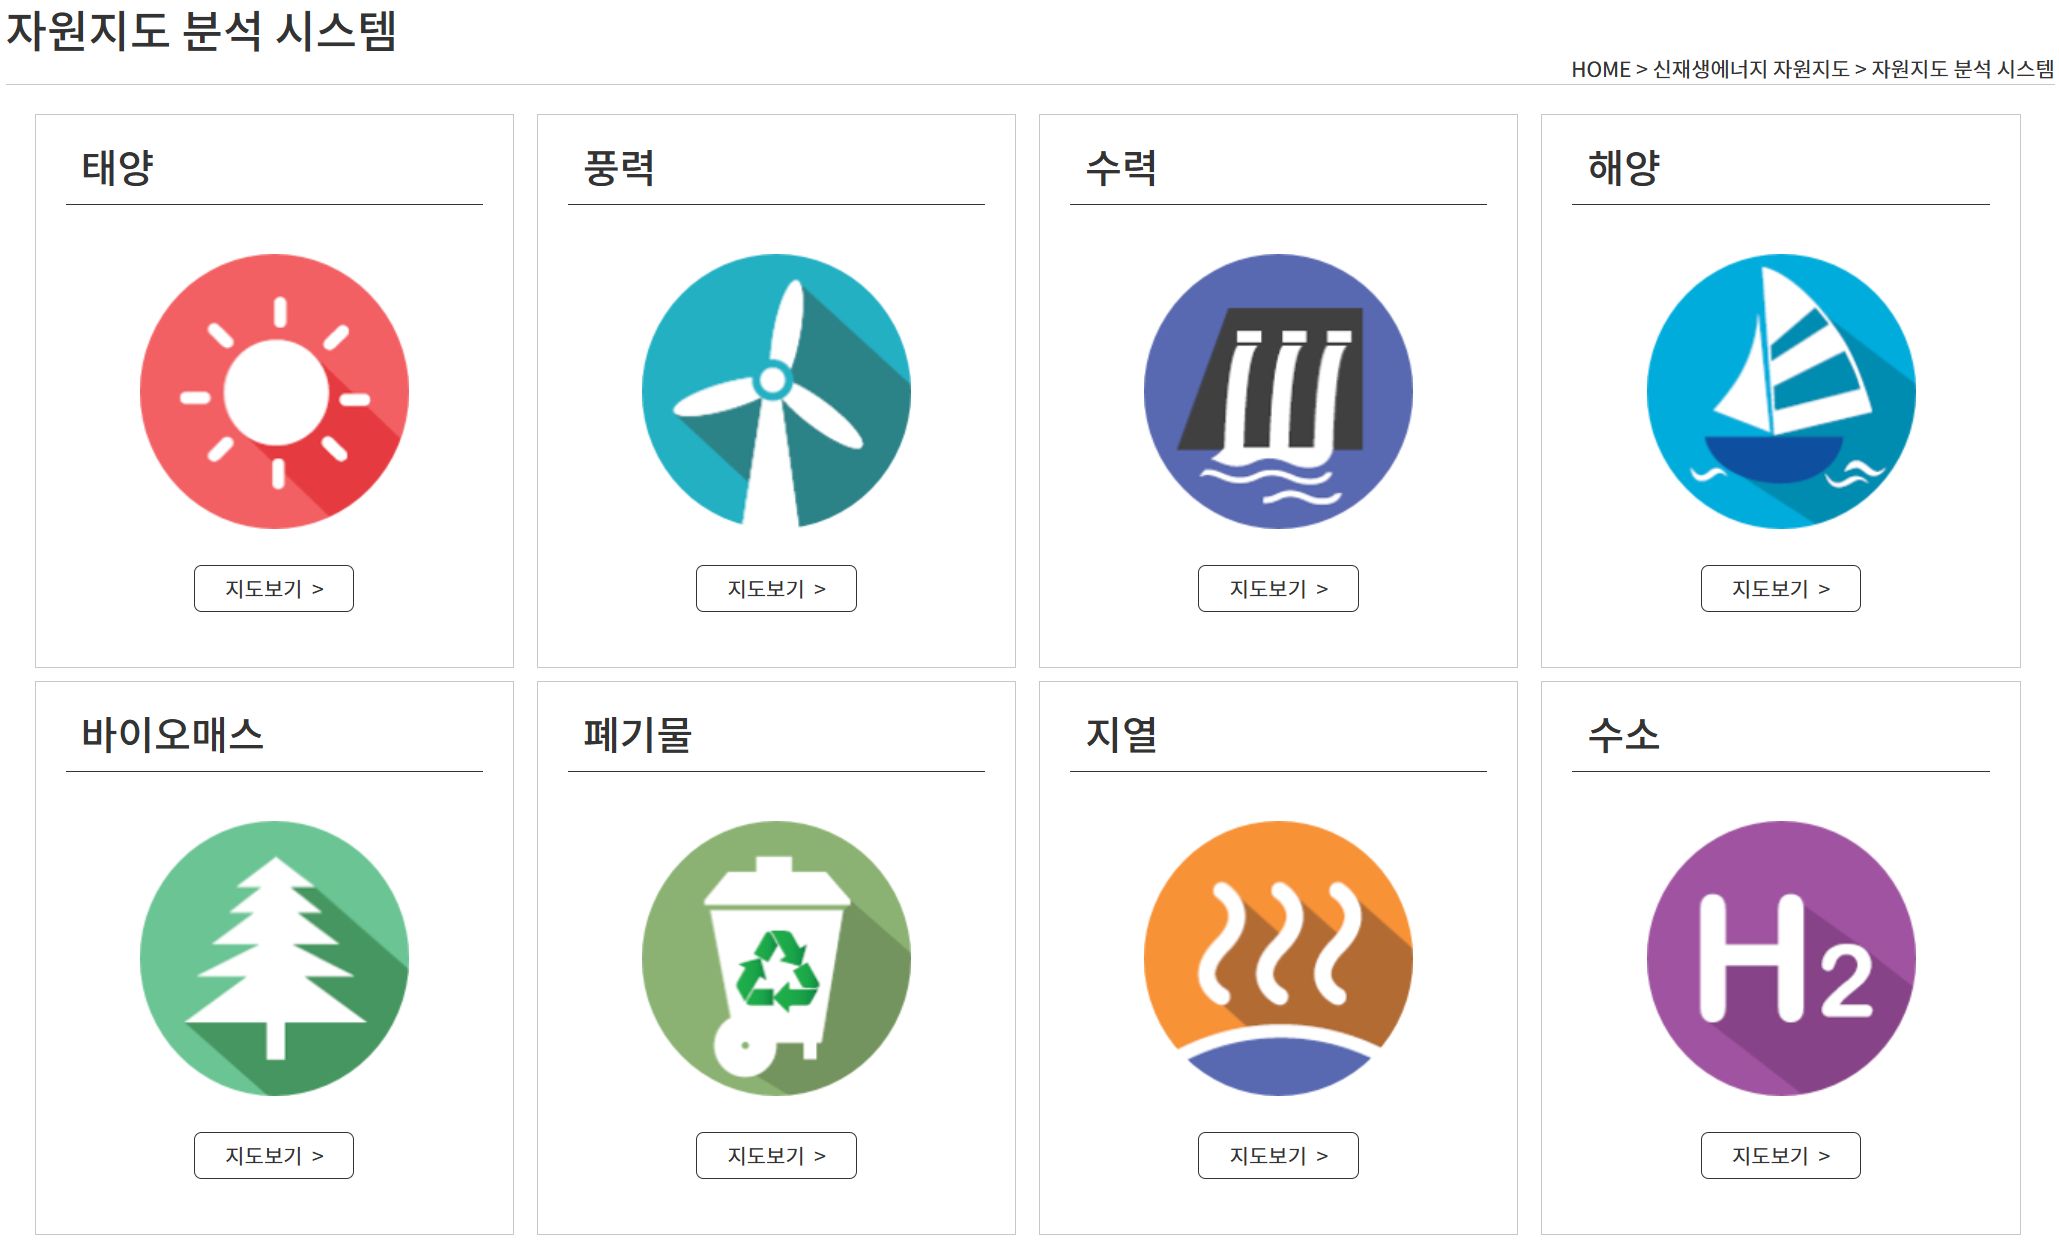 자원지도 분석 시스템
HOME > 신재생에너지 자원지도 > 자원지도 분석 시스템
태양
풍력
수력
해양
지도보기 >
지도보기 >
지도보기 >
지도보기 >
바이오매스
폐기물
지열
수소
H2
지도보기 >
지도보기 >
지도보기 >
지도보기 >